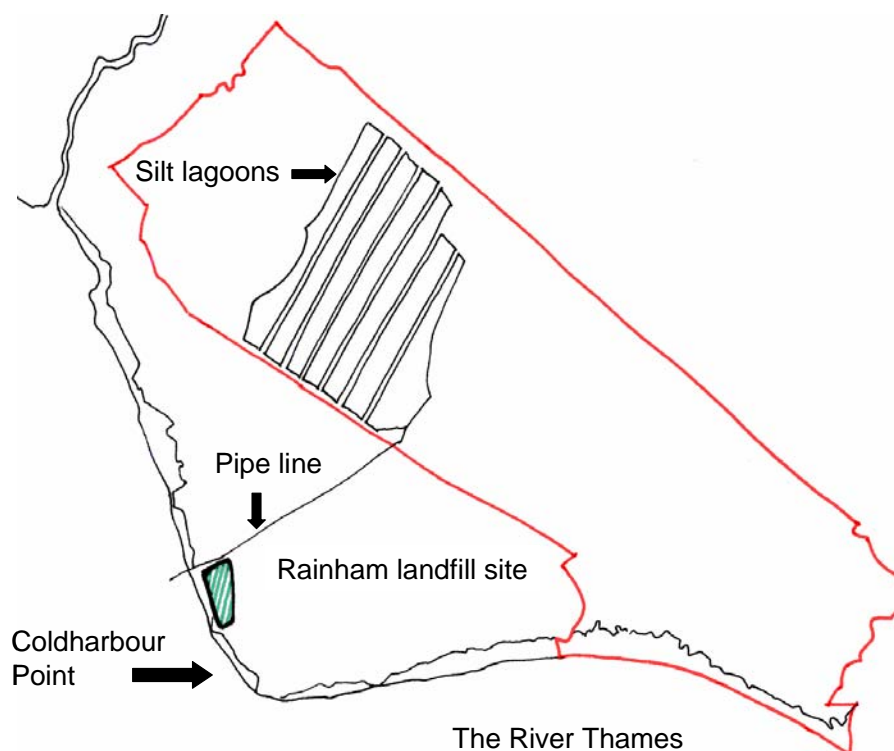 Silt lagoons
Pipe line
Rainham landfill site
Coldharbour
Point
The River Thames